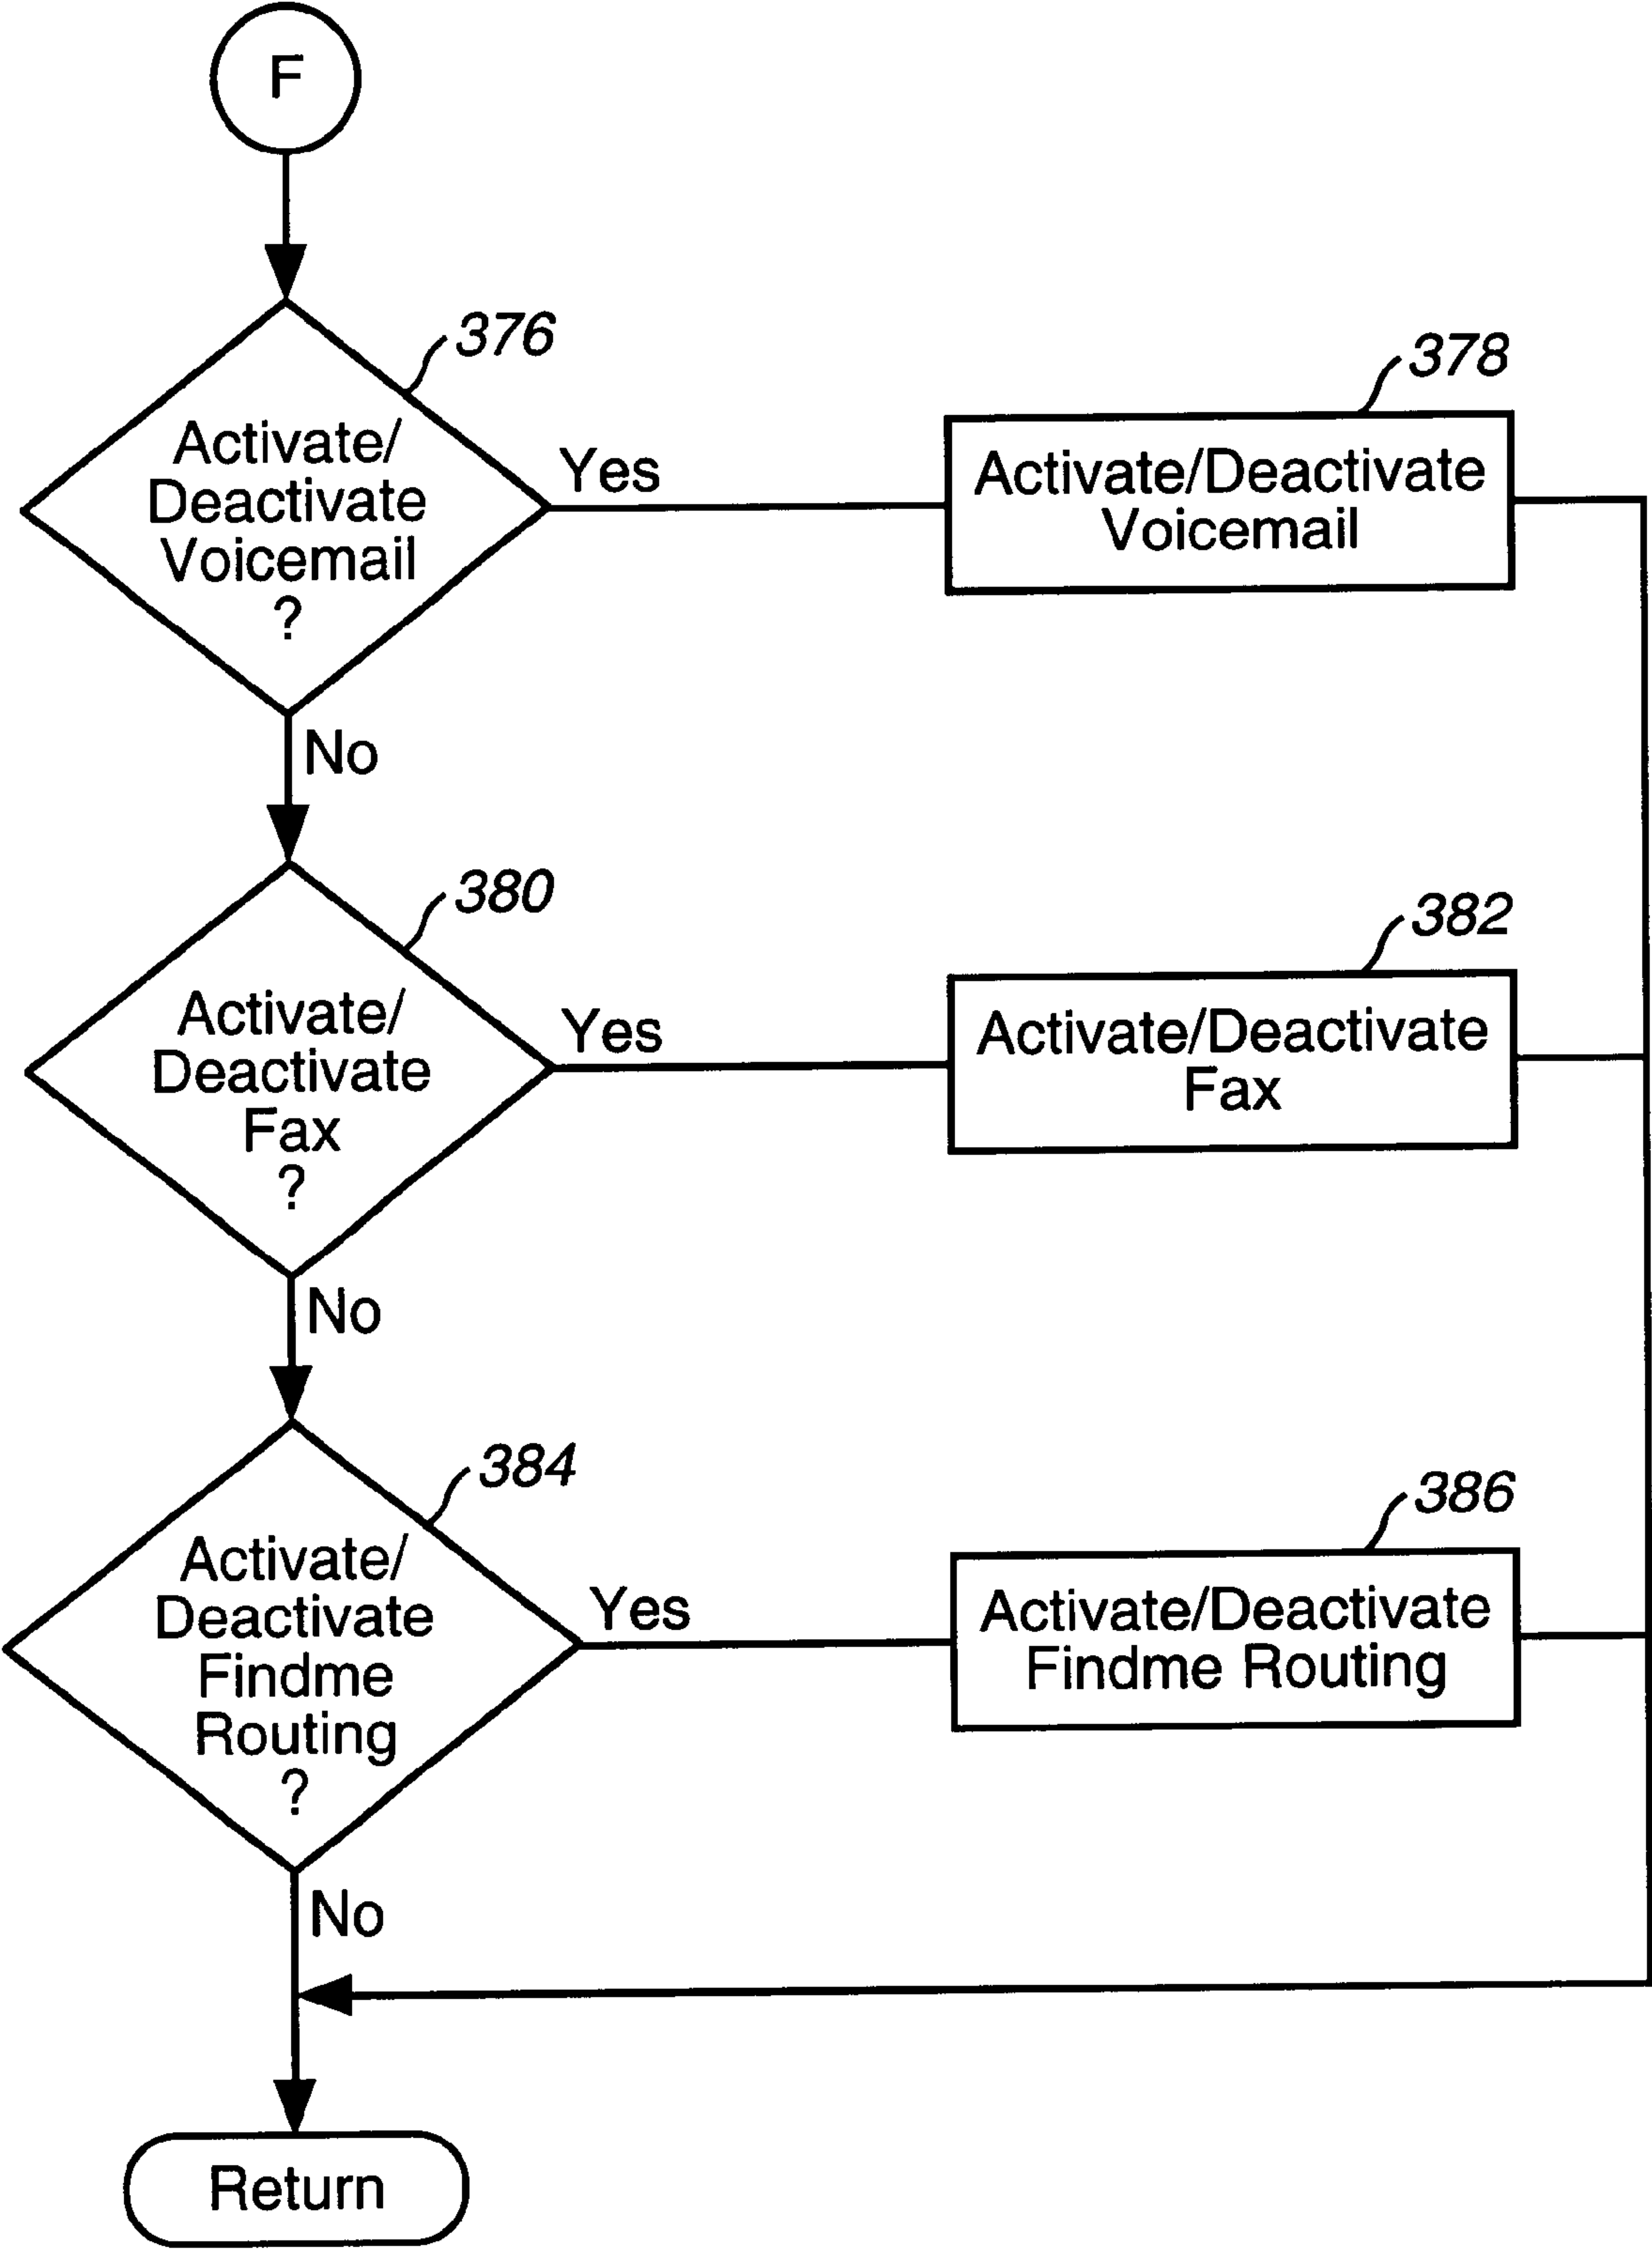 F
376
Activate/
Deactivate
Voicemail
?
Yes
378
Activate/Deactivate
Voicemail
No
380
Activate/
Deactivate
Fax
?
Yes
382
Activate/Deactivate
Fax
No
384
Activate/
Deactivate
Findme
Routing
?
Yes
386
Activate/Deactivate
Findme Routing
No
Return